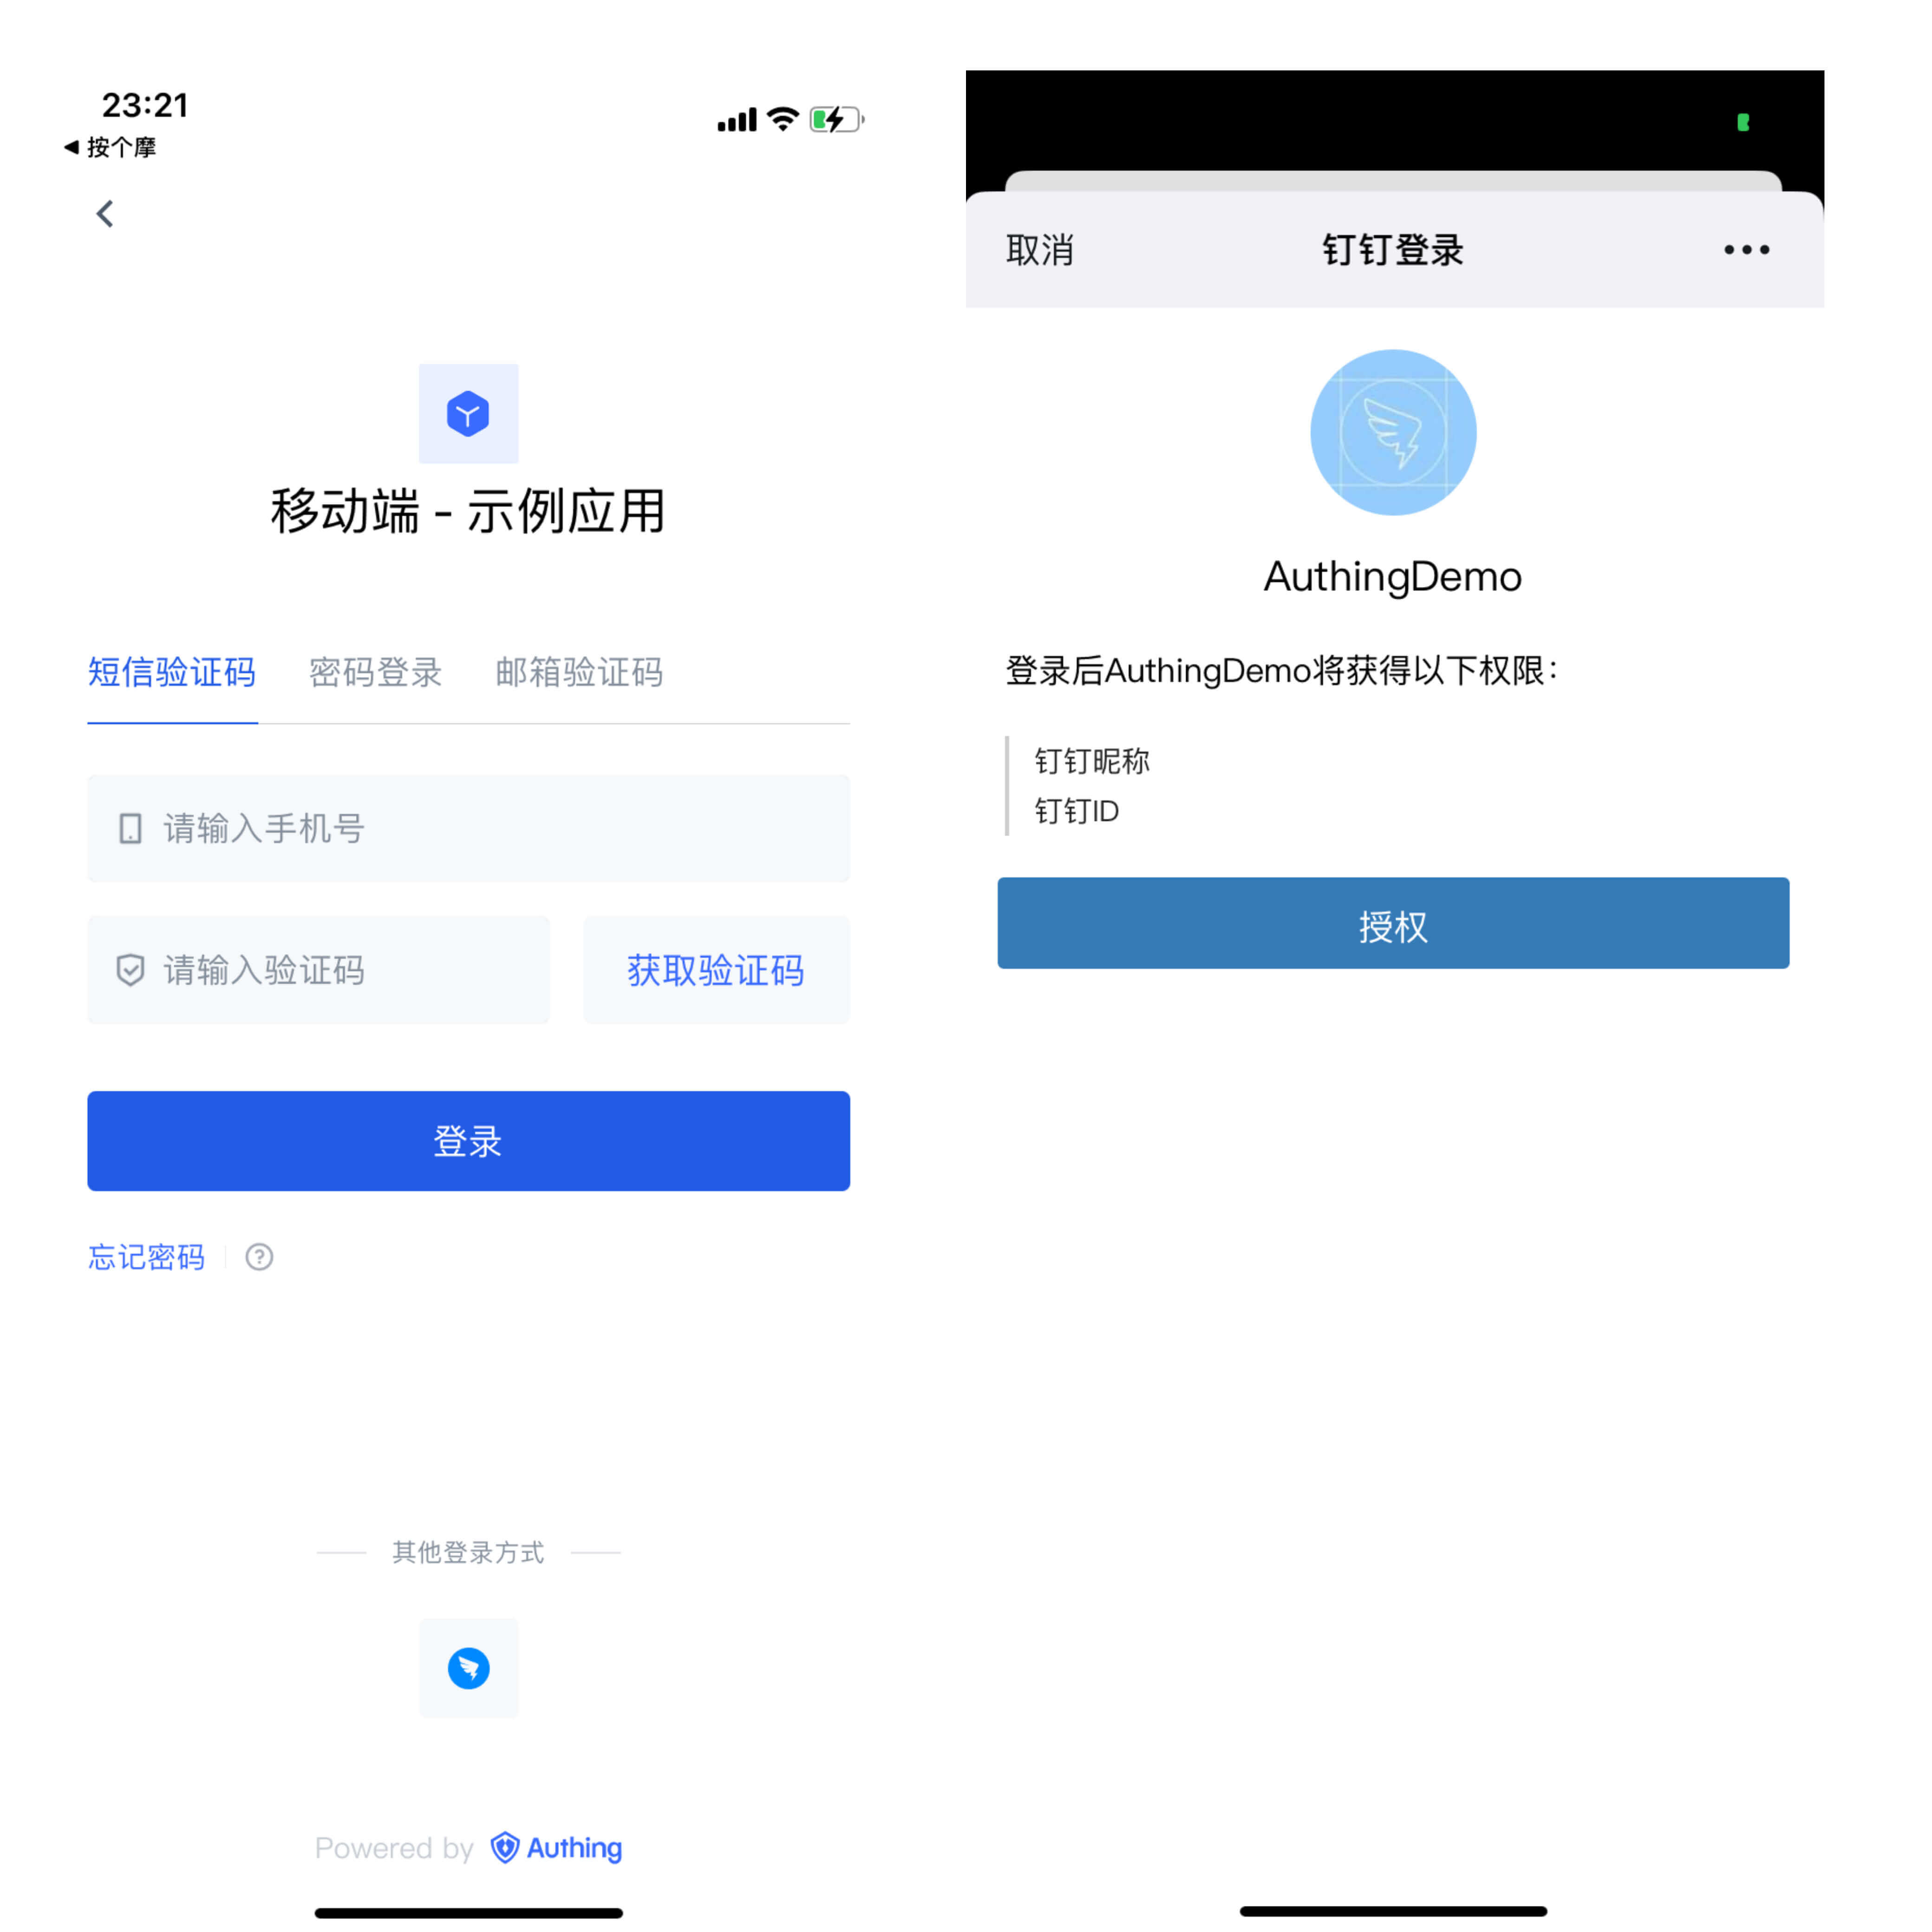 23:21
◀ 按个摩
移动端 - 示例应用
短信验证码 密码登录 邮箱验证码
请输入手机号
请输入验证码 获取验证码
登录
忘记密码
其他登录方式
Powered by Authing
取消 钉钉登录
AuthingDemo
登录后AuthingDemo将获得以下权限：
钉钉昵称
钉钉ID
授权